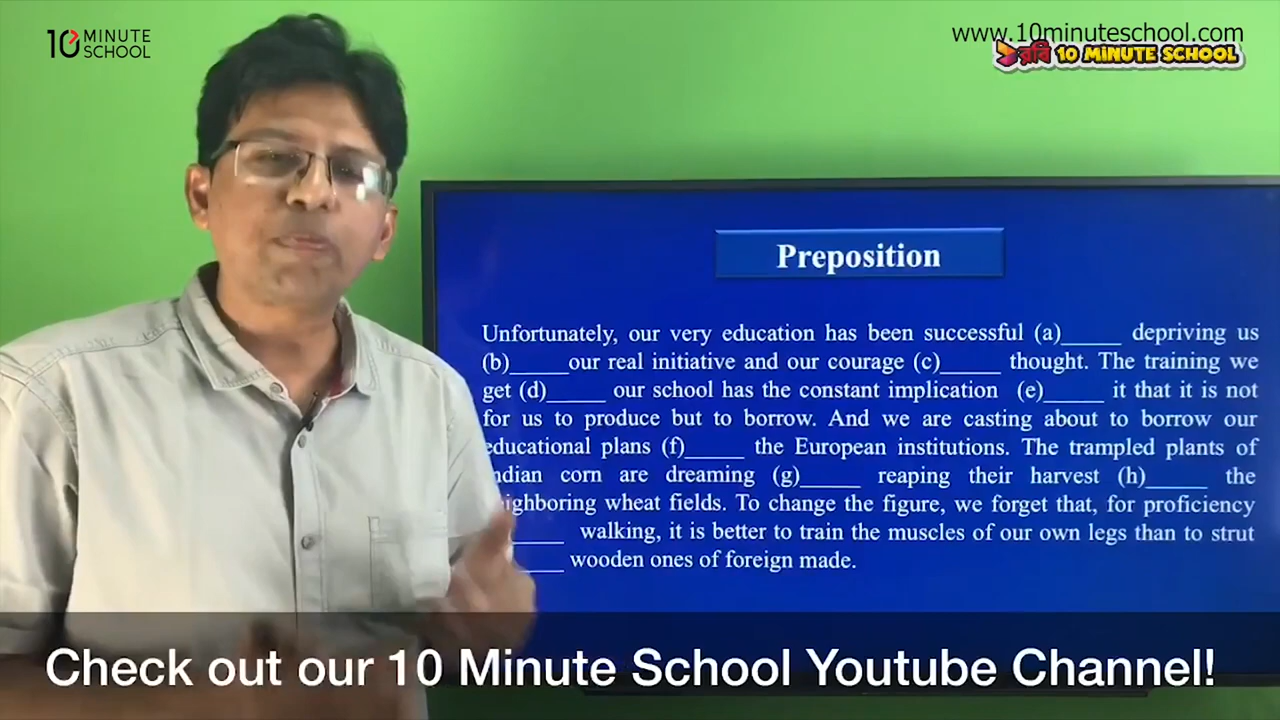 10 MINUTE SCHOOL
www.10minuteschool.com
রবি 10 MINUTE SCHOOL
Preposition
Unfortunately, our very education has been successful (a)_____ depriving us
(b)_____our real initiative and our courage (c)_____ thought. The training we
get (d)_____ our school has the constant implication (e)_____ it that it is not
for us to produce but to borrow. And we are casting about to borrow our
educational plans (f)_____ the European institutions. The trampled plants of
ndian corn are dreaming (g)_____ reaping their harvest (h)_____ the
eighboring wheat fields. To change the figure, we forget that, for proficiency
____ walking, it is better to train the muscles of our own legs than to strut
____ wooden ones of foreign made.
Check out our 10 Minute School Youtube Channel!